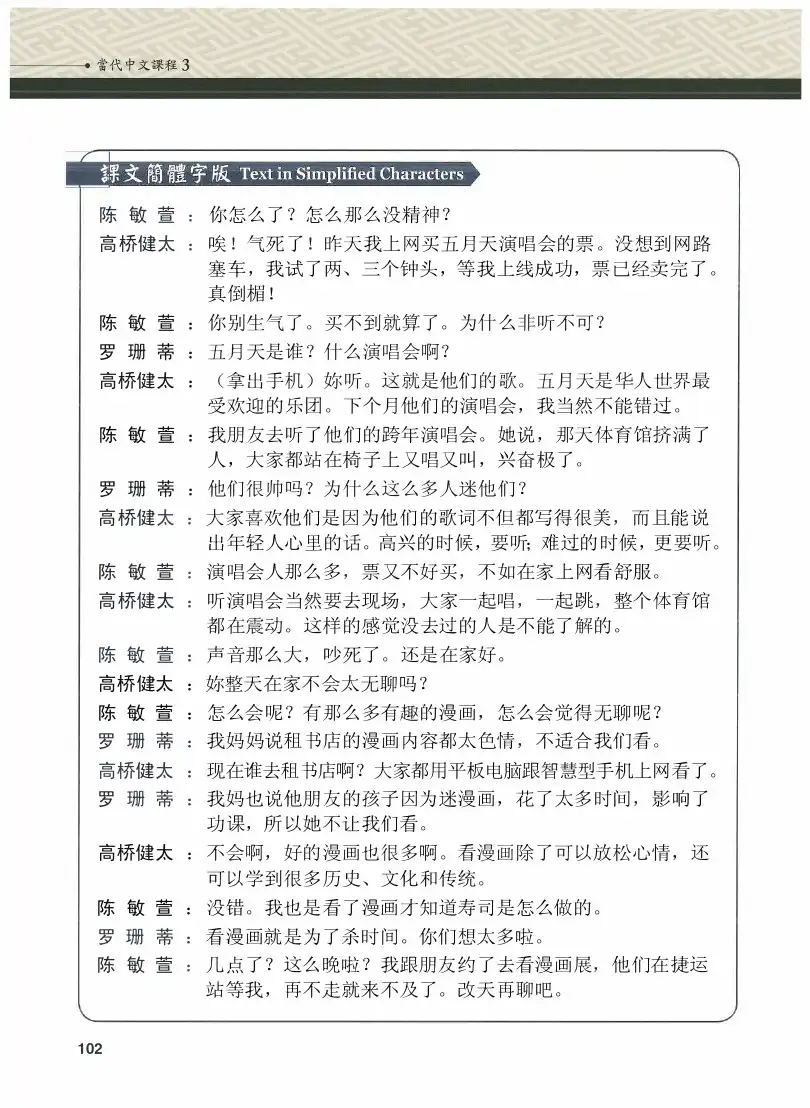 當代中文課程 3
課文簡體字版 Text in Simplified Characters
陈 敏 萱 ：你怎么了？怎么那么没精神？
高桥健太 ：唉！气死了！昨天我上网买五月天演唱会的票。没想到网路
塞车，我试了两、三个钟头，等我上线成功，票已经卖完了。
真倒楣！
陈 敏 萱 ：你别生气了。买不到就算了。为什么非听不可？
罗 珊 蒂 ：五月天是谁？什么演唱会啊？
高桥健太 ：（拿出手机）妳听。这就是他们的歌。五月天是华人世界最
受欢迎的乐团。下个月他们的演唱会，我当然不能错过。
陈 敏 萱 ：我朋友去听了他们的跨年演唱会。她说，那天体育馆挤满了
人，大家都站在椅子上又唱又叫，兴奋极了。
罗 珊 蒂 ：他们很帅吗？为什么这么多人迷他们？
高桥健太 ：大家喜欢他们是因为他们的歌词不但都写得很美，而且能说
出年轻人心里的话。高兴的时候，要听；难过的时候，更要听。
陈 敏 萱 ：演唱会人那么多，票又不好买，不如在家上网看舒服。
高桥健太 ：听演唱会当然要去现场，大家一起唱，一起跳，整个体育馆
都在震动。这样的感觉没去过的人是不能了解的。
陈 敏 萱 ：声音那么大，吵死了。还是在家好。
高桥健太 ：妳整天在家不会太无聊吗？
陈 敏 萱 ：怎么会呢？有那么多有趣的漫画，怎么会觉得无聊呢？
罗 珊 蒂 ：我妈妈说租书店的漫画内容都太色情，不适合我们看。
高桥健太 ：现在谁去租书店啊？大家都用平板电脑跟智慧型手机上网看了。
罗 珊 蒂 ：我妈也说他朋友的孩子因为迷漫画，花了太多时间，影响了
功课，所以她不让我们看。
高桥健太 ：不会啊，好的漫画也很多啊。看漫画除了可以放松心情，还
可以学到很多历史、文化和传统。
陈 敏 萱 ：没错。我也是看了漫画才知道寿司是怎么做的。
罗 珊 蒂 ：看漫画就是为了杀时间。你们想太多啦。
陈 敏 萱 ：几点了？这么晚啦？我跟朋友约了去看漫画展，他们在捷运
站等我，再不走就来不及了。改天再聊吧。
102